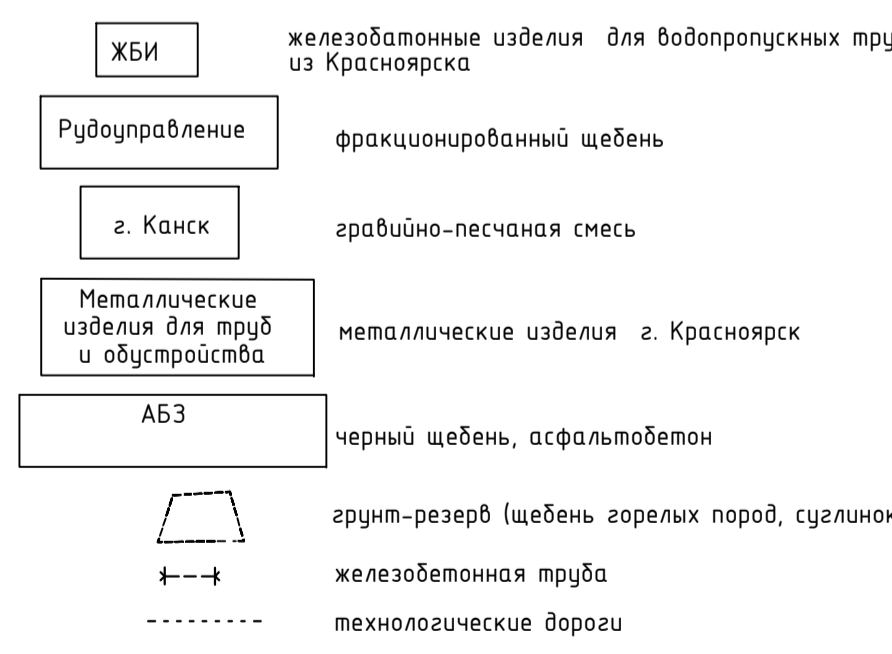 ЖБИ
железобатонные изделия для водопропускных тру
из Красноярска
Рудоуправление
фракционированный щебень
г. Канск
гравийно-песчаная смесь
Металлические
изделия для труб
и обустройства
металлические изделия г. Красноярск
АБЗ
черный щебень, асфальтобетон
грунт-резерв (щебень горелых пород, суглинок
железобетонная труба
технологические дороги